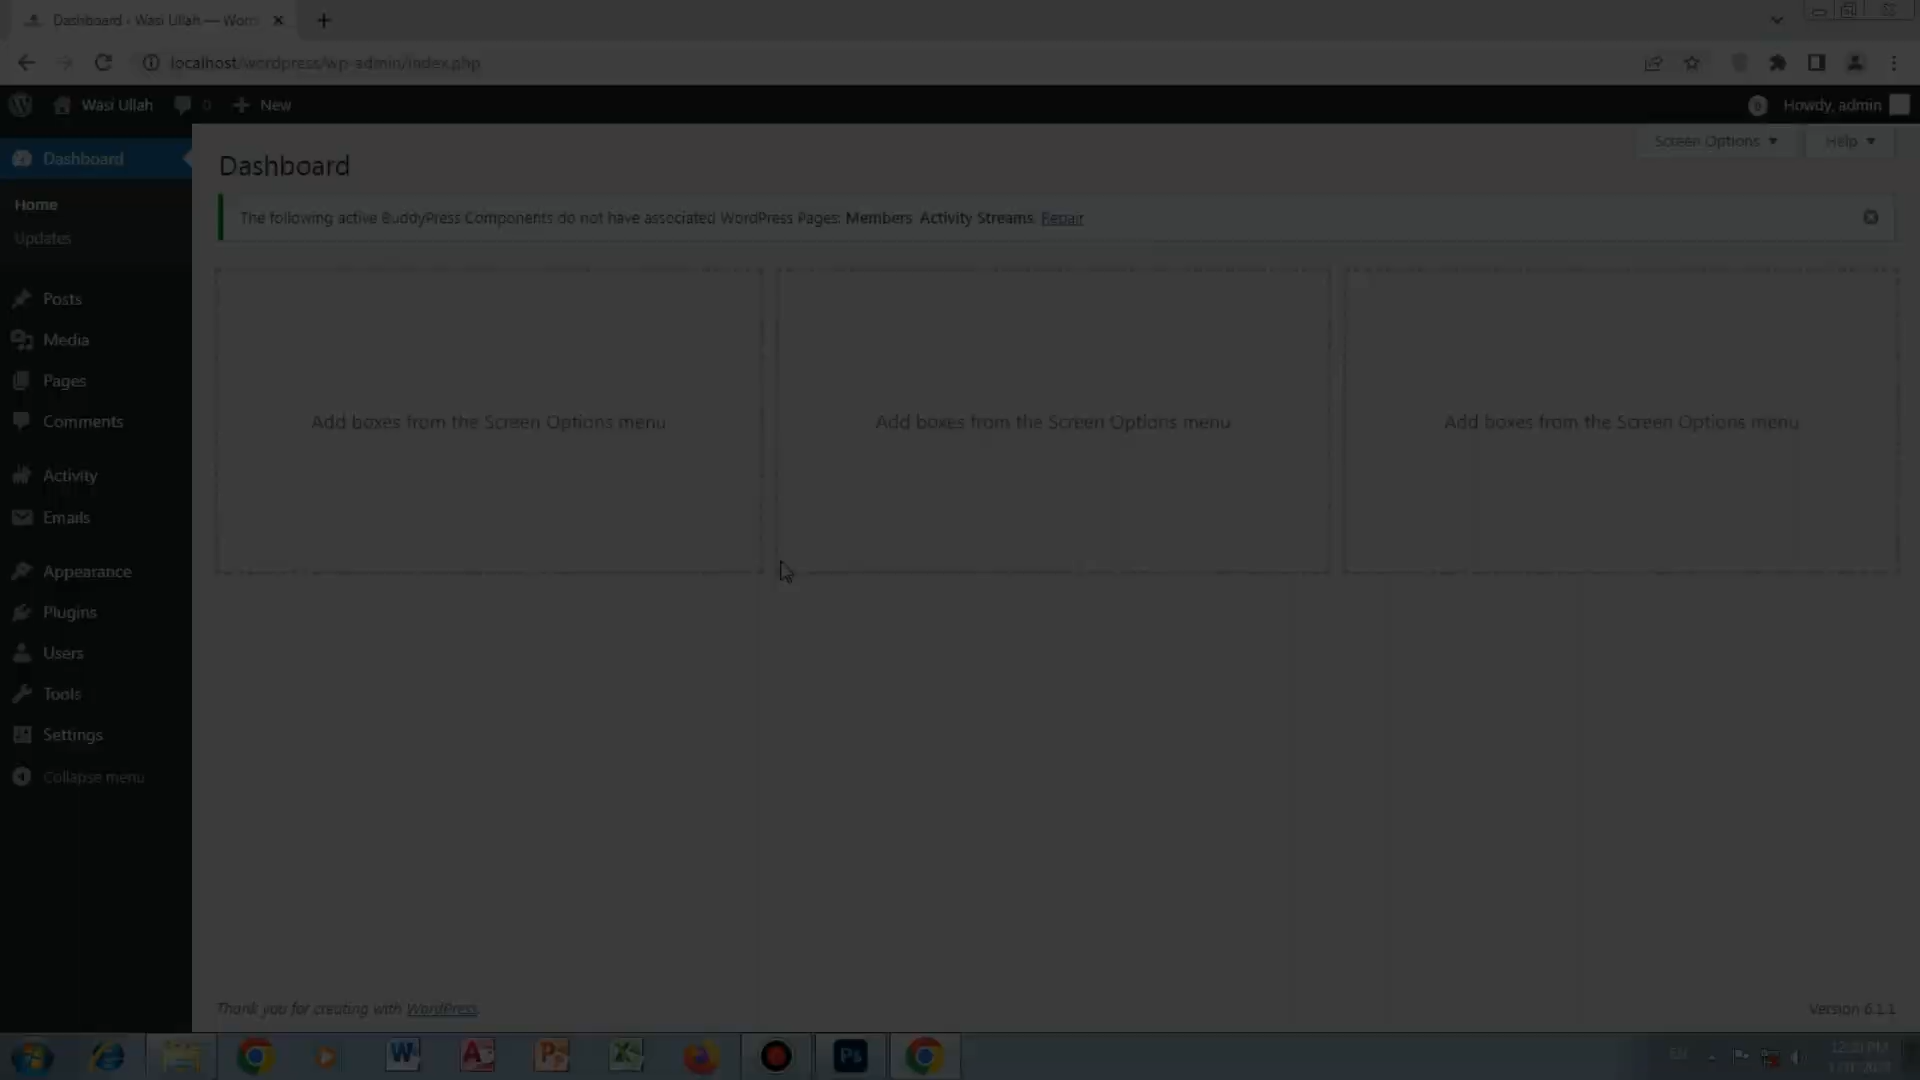 Dashboard ‹ Wasi Ullah — Word
localhost/wordpress/wp-admin/index.php
Wasi Ullah
0
New
Howdy, admin
Screen Options
Help
Dashboard
Dashboard
Home
Updates
Posts
Media
Pages
Comments
Activity
Emails
Appearance
Plugins
Users
Tools
Settings
Collapse menu
The following active BuddyPress Components do not have associated WordPress Pages: Members, Activity Streams. Repair
Add boxes from the Screen Options menu
Add boxes from the Screen Options menu
Add boxes from the Screen Options menu
Thank you for creating with WordPress.
Version 6.1.1
W
A
P
X
Ps
EN